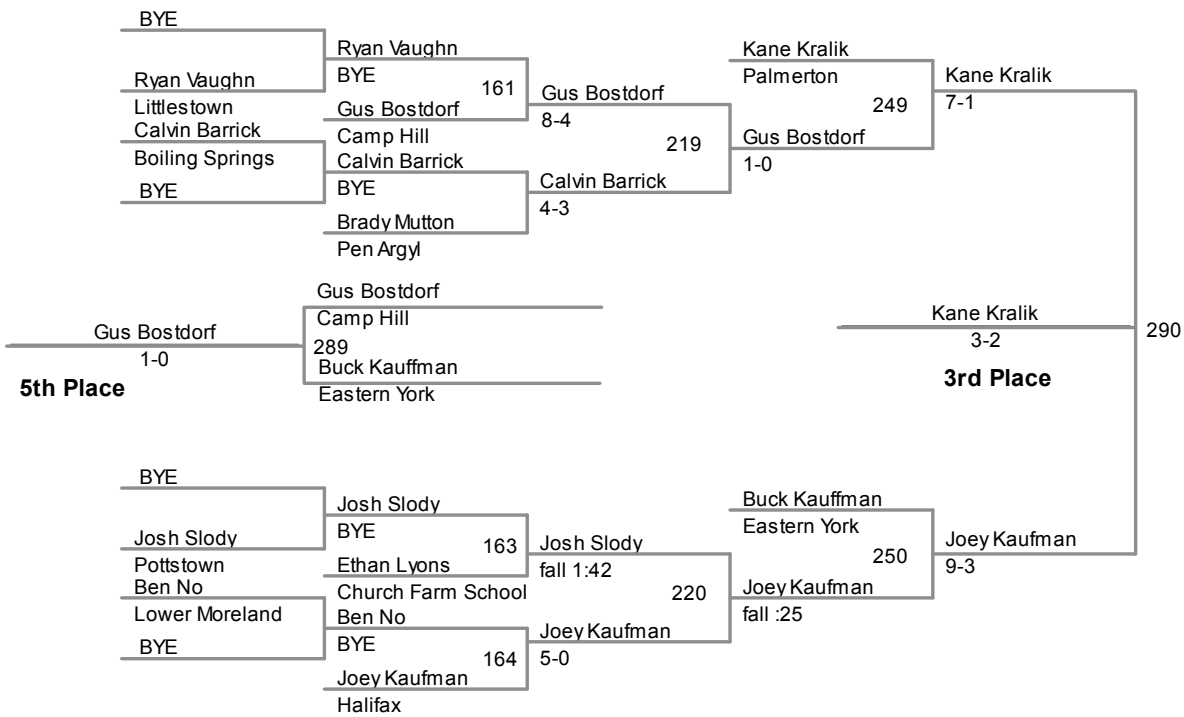 BYE
Ryan Vaughn
Littlestown
Calvin Barrick
Boiling Springs
BYE
Ryan Vaughn
BYE
161
Gus Bostdorf
Camp Hill
Calvin Barrick
BYE
Brady Mutton
Pen Argyl
Gus Bostdorf
8-4
219
Calvin Barrick
4-3
Kane Kralik
Palmerton
249
Gus Bostdorf
1-0
Kane Kralik
7-1
Gus Bostdorf
Camp Hill
289
Buck Kauffman
Eastern York
Gus Bostdorf
1-0
5th Place
Kane Kralik
3-2
290
3rd Place
BYE
Josh Slody
Pottstown
Ben No
Lower Moreland
BYE
Josh Slody
BYE
163
Ethan Lyons
Church Farm School
Ben No
BYE
164
Joey Kaufman
Halifax
Josh Slody
fall 1:42
220
Joey Kaufman
5-0
Buck Kauffman
Eastern York
250
Joey Kaufman
fall :25
Joey Kaufman
9-3